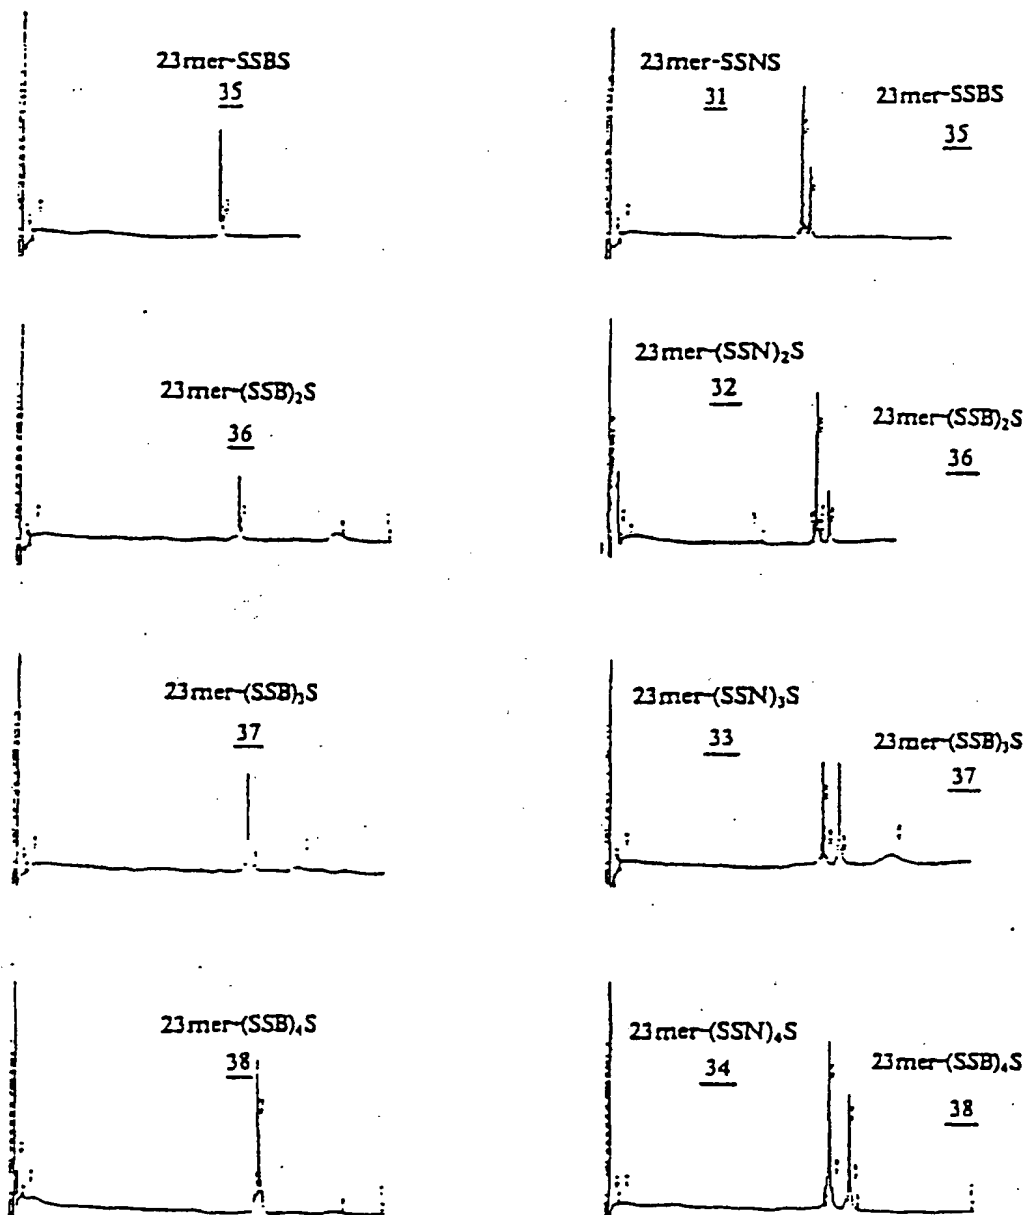 23mer-SSBS
35
23mer-SSNS
31
23mer-SSBS
35
23mer-(SSB)₂S
36
23mer-(SSN)₂S
32
23mer-(SSB)₂S
36
23mer-(SSB)₃S
37
23mer-(SSN)₃S
33
23mer-(SSB)₃S
37
23mer-(SSB)₄S
38
23mer-(SSN)₄S
34
23mer-(SSB)₄S
38